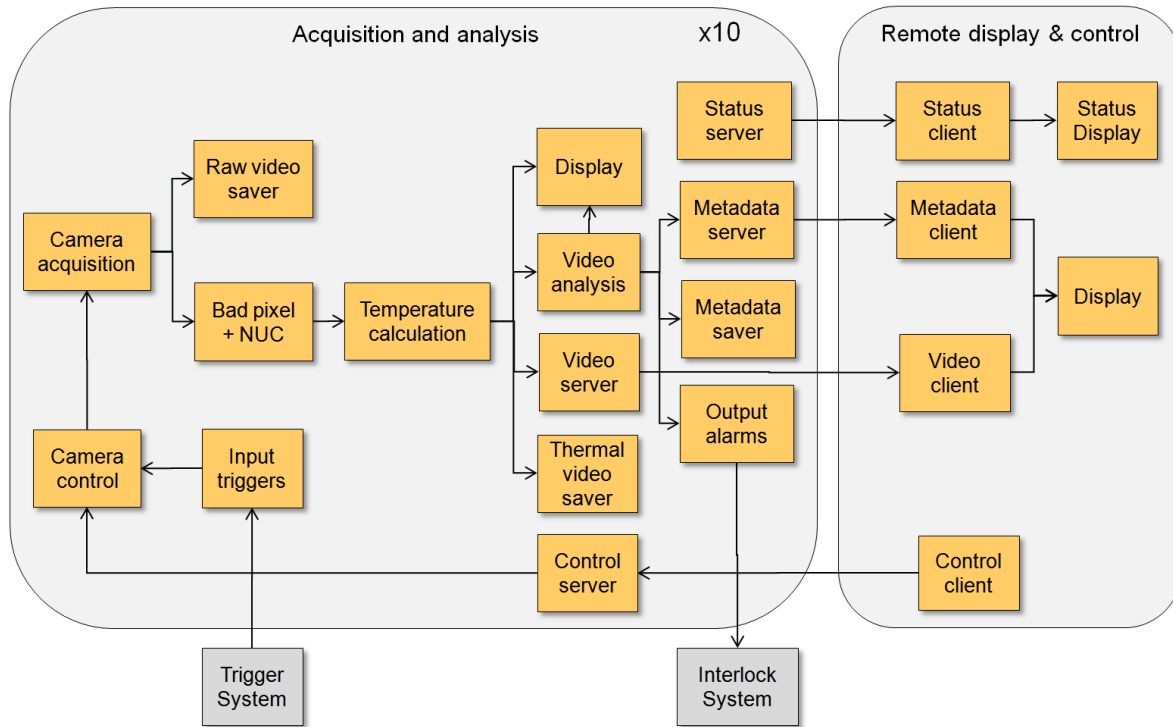 Acquisition and analysis
x10
Remote display & control
Status
server
Status
client
Status
Display
Raw video
saver
Display
Metadata
server
Metadata
client
Camera
acquisition
Video
analysis
Display
Bad pixel
+ NUC
Temperature
calculation
Metadata
saver
Video
server
Video
client
Output
alarms
Camera
control
Input
triggers
Thermal
video
saver
Control
server
Control
client
Trigger
System
Interlock
System